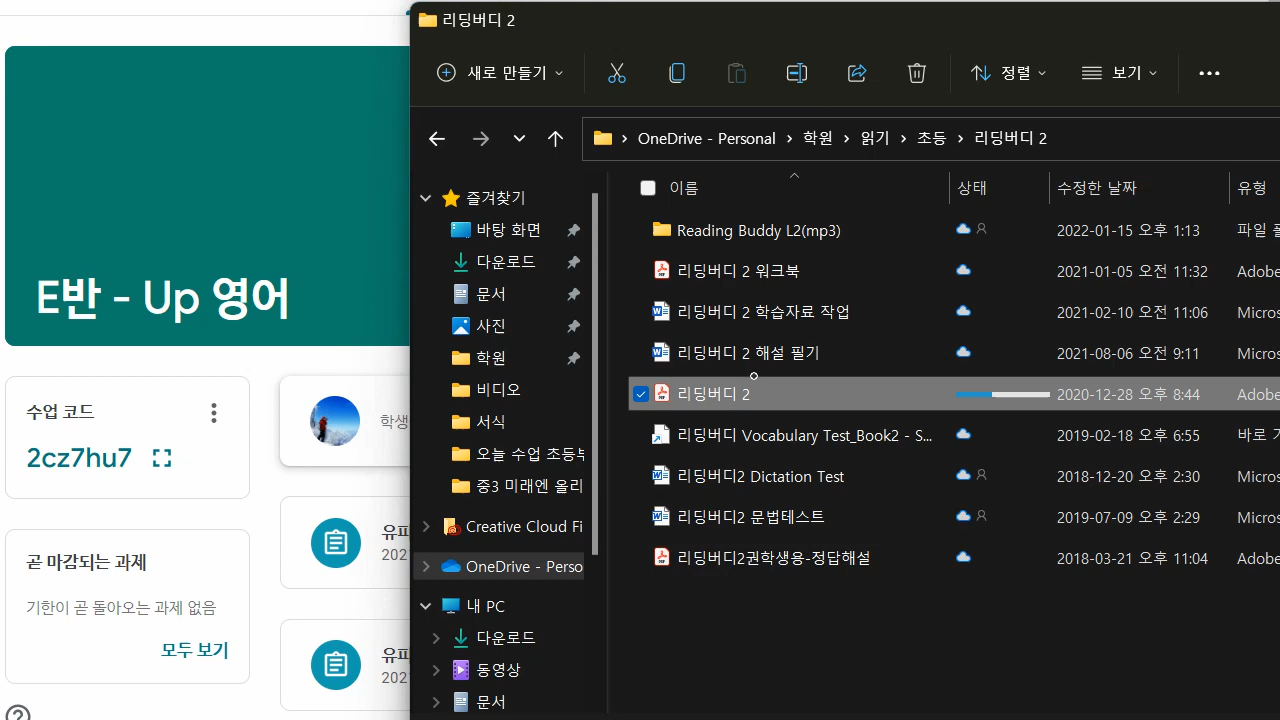 리딩버디 2
새로 만들기
정렬
보기
OneDrive - Personal > 학원 > 읽기 > 초등 > 리딩버디 2
E반 - Up 영어
수업 코드
2cz7hu7
학생
곧 마감되는 과제
기한이 곧 돌아오는 과제 없음
모두 보기
유파
202
유파
202
즐겨찾기
바탕 화면
다운로드
문서
사진
학원
비디오
서식
오늘 수업 초등부
중3 미래엔 올리
Creative Cloud Fi
OneDrive - Perso
내 PC
다운로드
동영상
문서
이름 상태 수정한 날짜 유형
Reading Buddy L2(mp3) 2022-01-15 오후 1:13 파일 폴
리딩버디 2 워크북 2021-01-05 오전 11:32 Adobe
리딩버디 2 학습자료 작업 2021-02-10 오전 11:06 Micros
리딩버디 2 해설 필기 2021-08-06 오전 9:11 Micros
리딩버디 2 2020-12-28 오후 8:44 Adobe
리딩버디 Vocabulary Test_Book2 - S... 2019-02-18 오후 6:55 바로 가
리딩버디2 Dictation Test 2018-12-20 오후 2:30 Micros
리딩버디2 문법테스트 2019-07-09 오후 2:29 Micros
리딩버디2권학생용-정답해설 2018-03-21 오후 11:04 Adobe